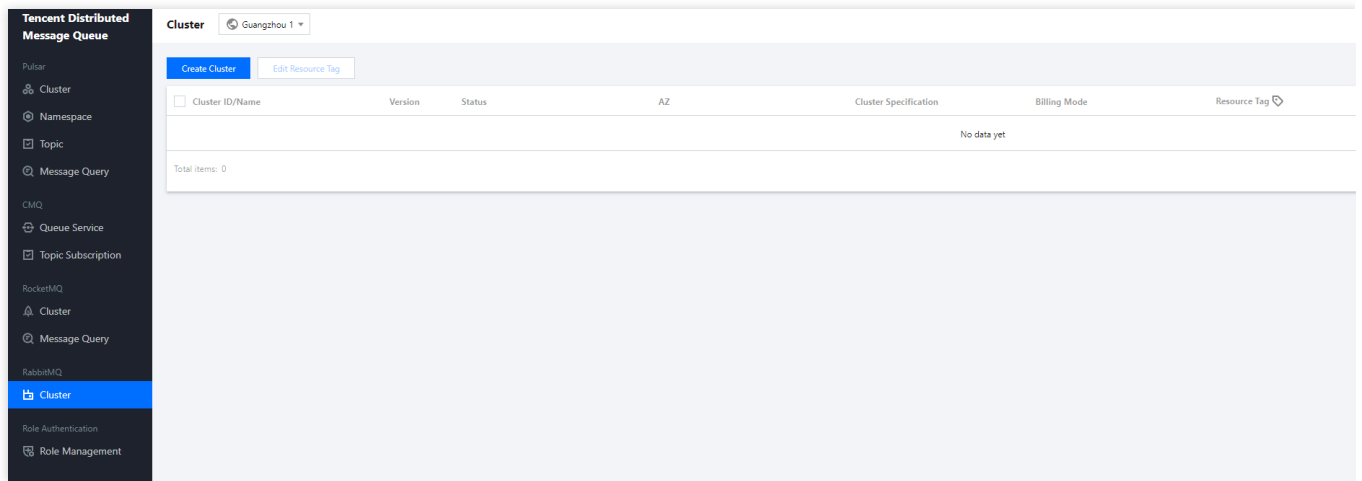 Tencent Distributed
Message Queue
Pulsar
Cluster
Namespace
Topic
Message Query
CMQ
Queue Service
Topic Subscription
RocketMQ
Cluster
Message Query
RabbitMQ
Cluster
Role Authentication
Role Management
Cluster Guangzhou 1
Create Cluster Edit Resource Tag
Cluster ID/Name Version Status AZ Cluster Specification Billing Mode Resource Tag
No data yet
Total items: 0